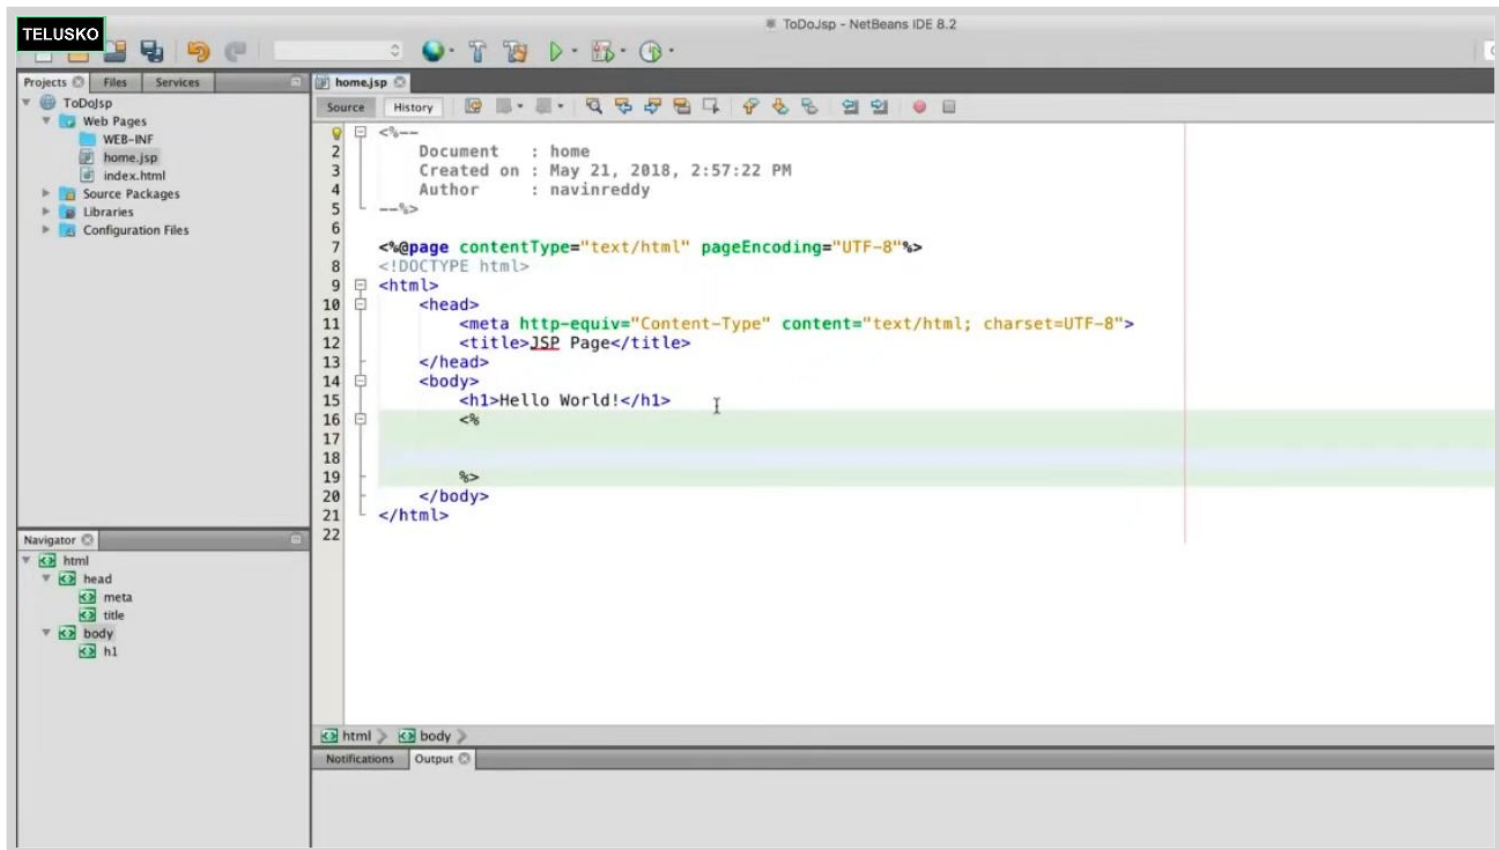 TELUSKO
ToDoJsp - NetBeans IDE 8.2
Projects
Files
Services
ToDoJsp
Web Pages
WEB-INF
home.jsp
index.html
Source Packages
Libraries
Configuration Files
Navigator
html
head
meta
title
body
h1
home.jsp
Source
History
<%--
2 Document : home
3 Created on : May 21, 2018, 2:57:22 PM
4 Author : navinreddy
5 --%>
6
7 <%@page contentType="text/html" pageEncoding="UTF-8"%>
8 <!DOCTYPE html>
9 <html>
10 <head>
11 <meta http-equiv="Content-Type" content="text/html; charset=UTF-8">
12 <title>JSP Page</title>
13 </head>
14 <body>
15 <h1>Hello World!</h1>
16 <%
17
18
19 %>
20 </body>
21 </html>
22
html body
Notifications
Output